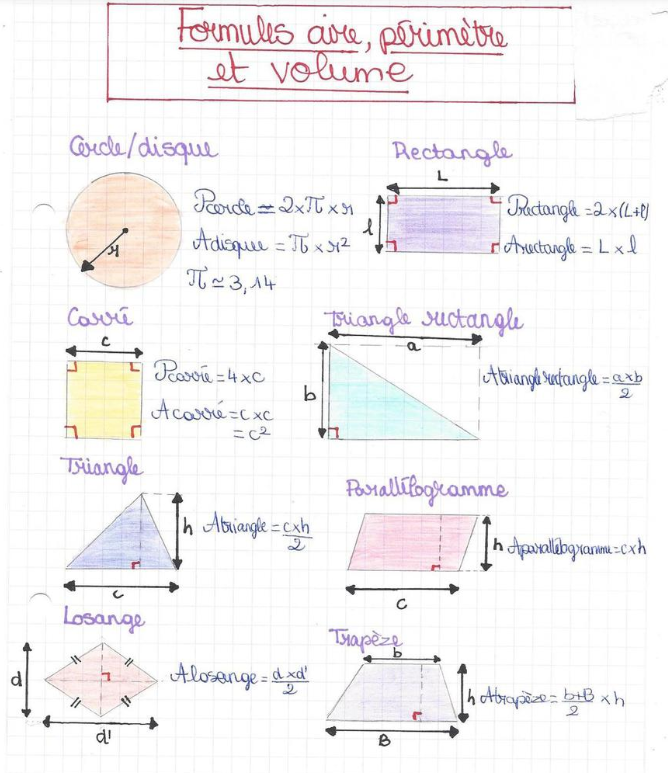 Formules aire, périmètre
et volume
Cercle/disque
r
Pcercle ≃ 2×π×r
Adisque = π×r²
π ≃ 3,14
Rectangle
L
l
Prectangle = 2×(L+l)
Arectangle = L×l
Carré
c
Pcarré = 4×c
Acarré = c×c
= c²
Triangle rectangle
a
b
Atriangle rectangle = a×b/2
Triangle
h
c
Atriangle = c×h/2
Parallélogramme
h
c
Aparallélogramme = c×h
Losange
d
d'
Alosange = d×d'/2
Trapèze
b
h
B
Atrapèze = b+B/2 × h